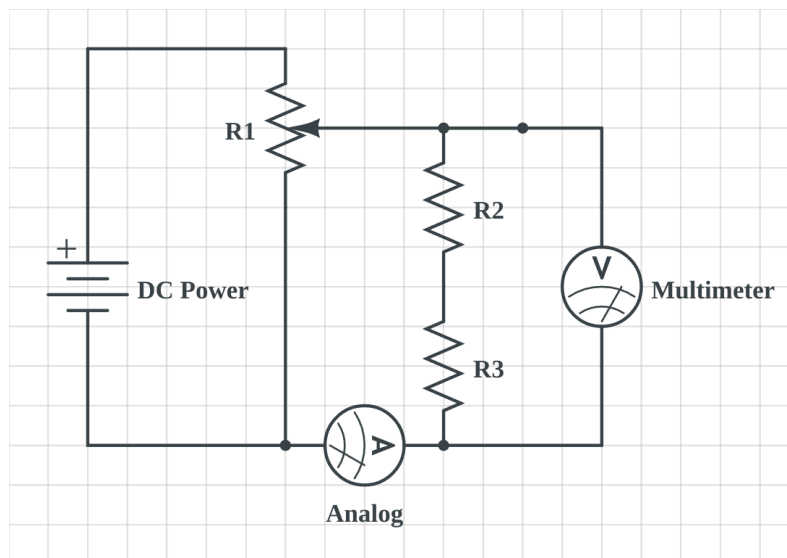 R1
R2
+
DC Power
V
Multimeter
R3
A
Analog